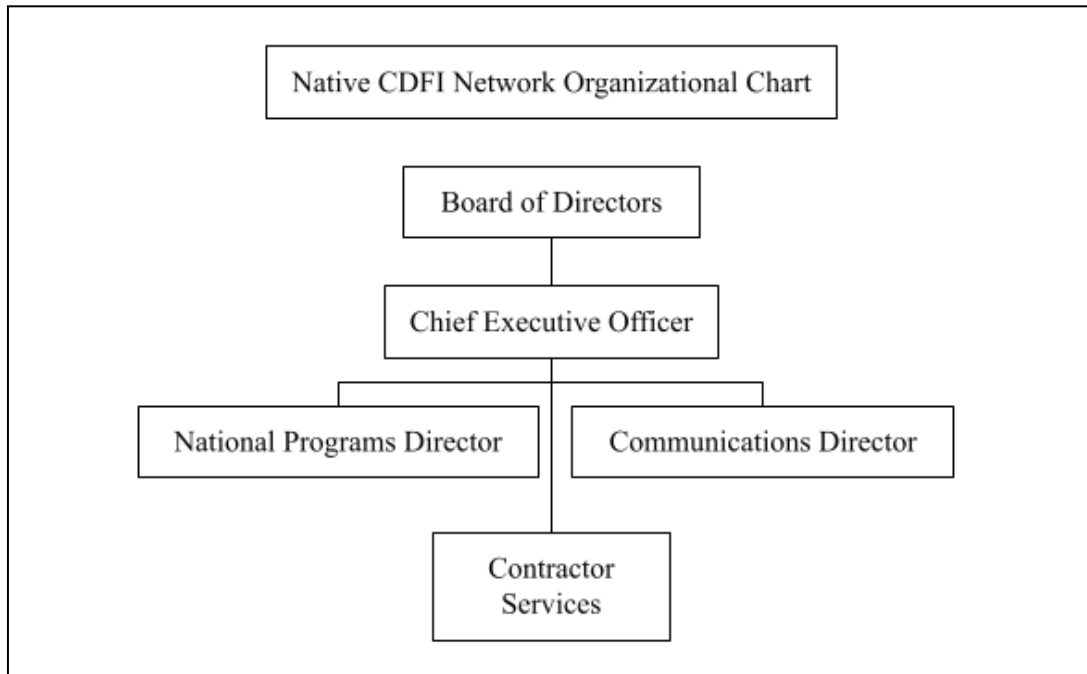 Native CDFI Network Organizational Chart
Board of Directors
Chief Executive Officer
National Programs Director
Communications Director
Contractor
Services